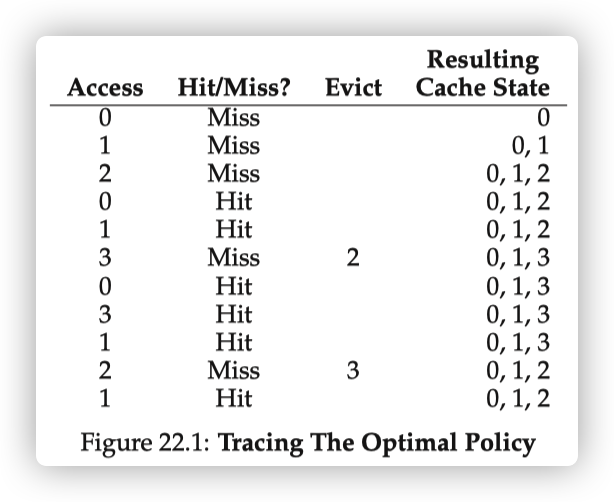 Resulting
Access Hit/Miss? Evict Cache State
0 Miss 0
1 Miss 0, 1
2 Miss 0, 1, 2
0 Hit 0, 1, 2
1 Hit 0, 1, 2
3 Miss 2 0, 1, 3
0 Hit 0, 1, 3
3 Hit 0, 1, 3
1 Hit 0, 1, 3
2 Miss 3 0, 1, 2
1 Hit 0, 1, 2
Figure 22.1: Tracing The Optimal Policy